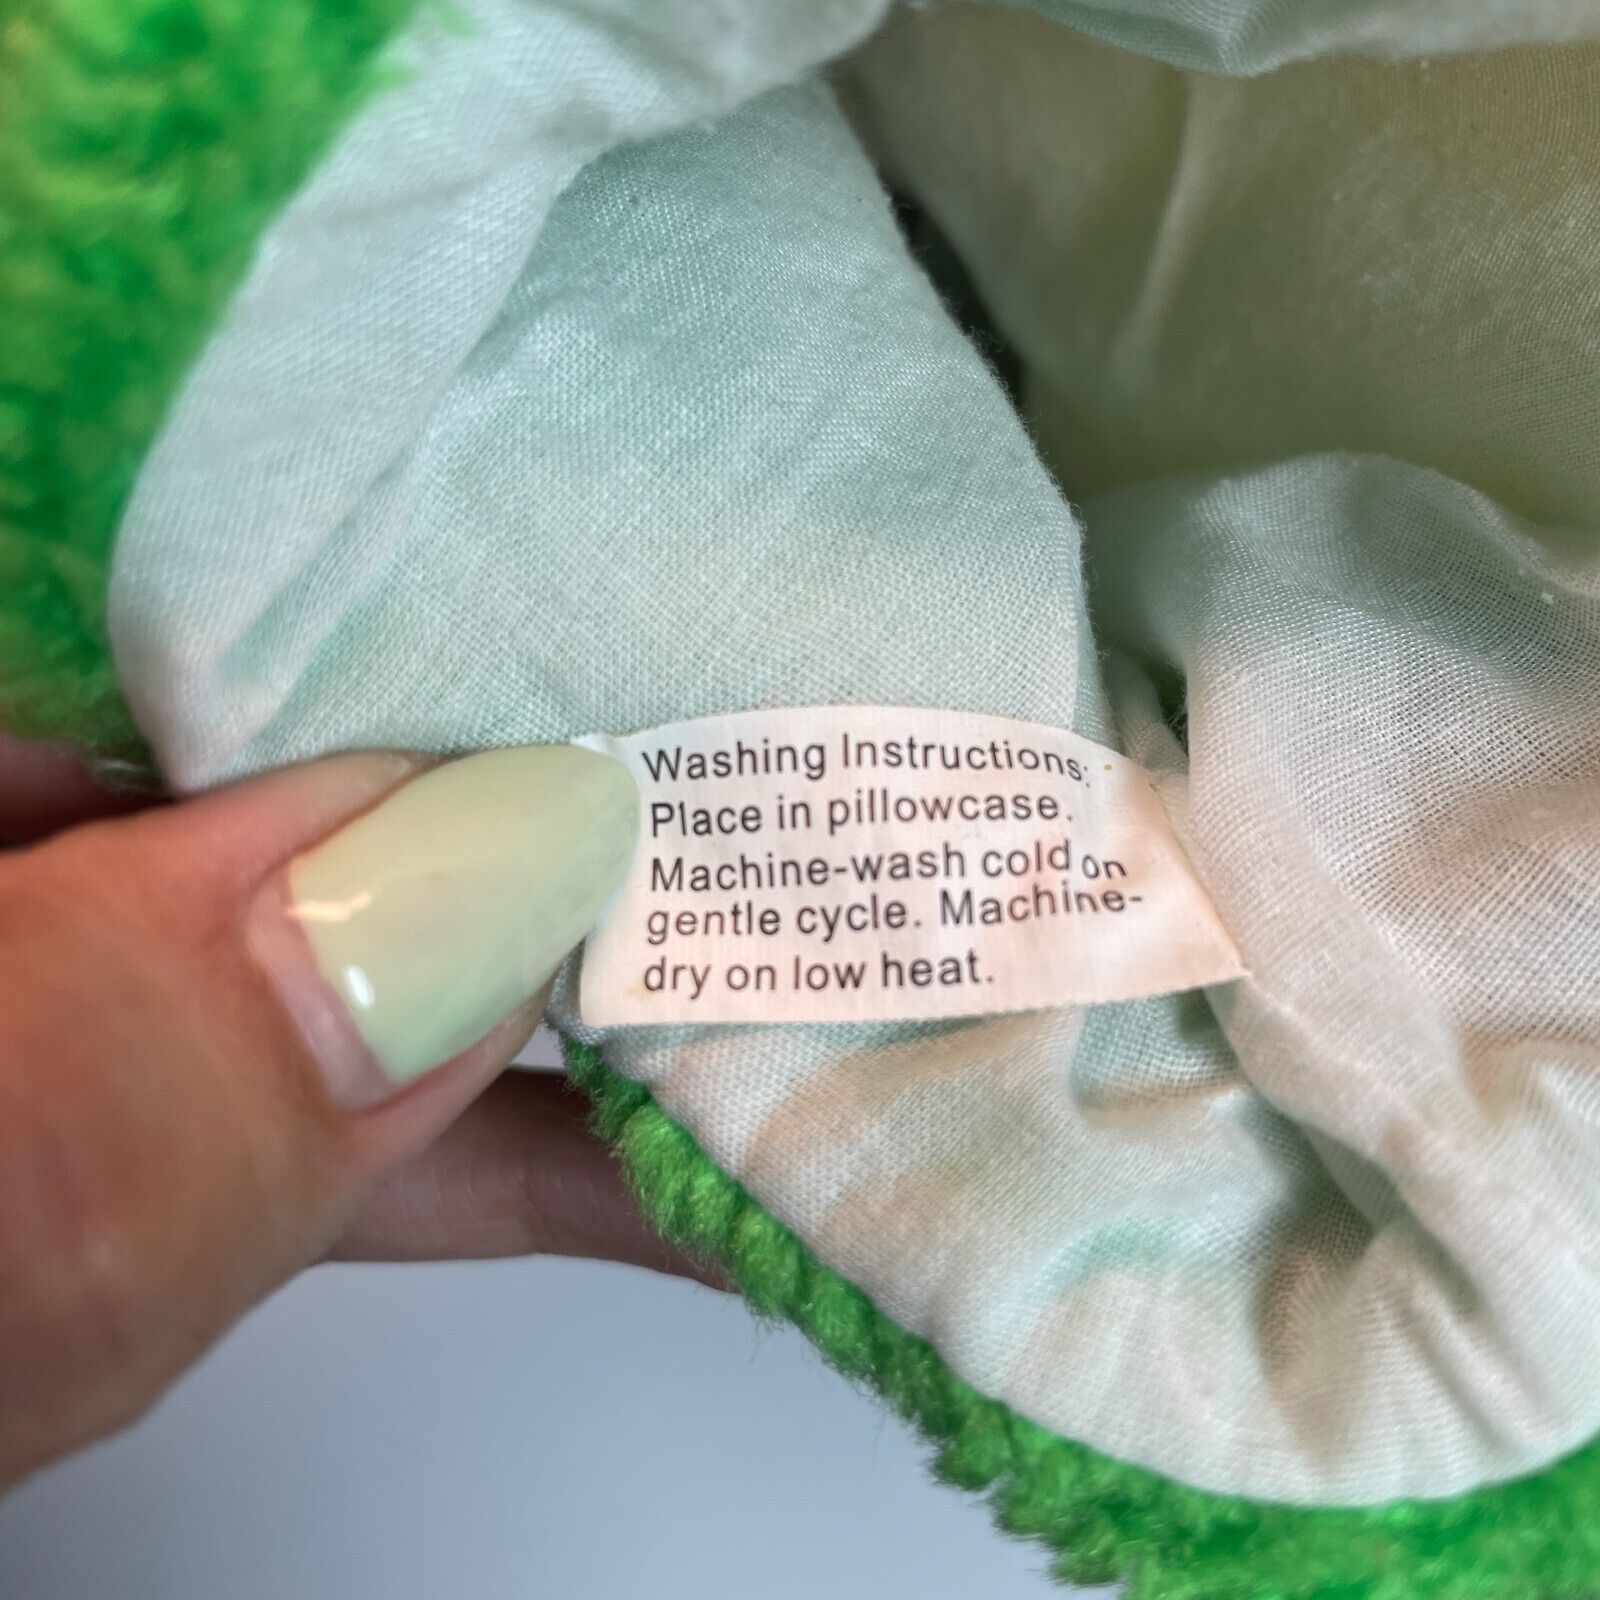 Washing Instructions:
Place in pillowcase.
Machine-wash cold on
gentle cycle. Machine-
dry on low heat.